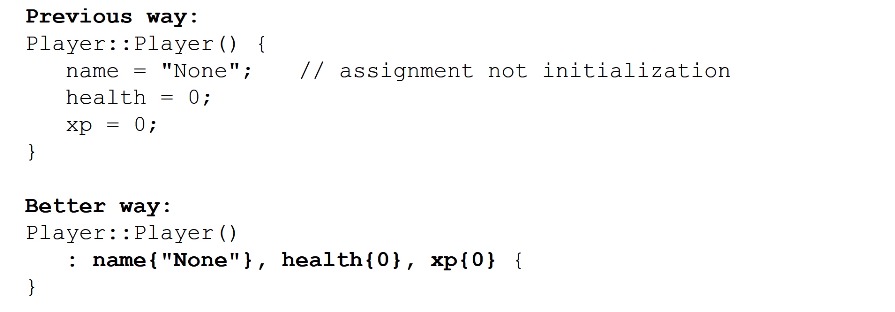 Previous way:
Player::Player() {
name = "None"; // assignment not initialization
health = 0;
xp = 0;
}
Better way:
Player::Player()
: name{"None"}, health{0}, xp{0} {
}